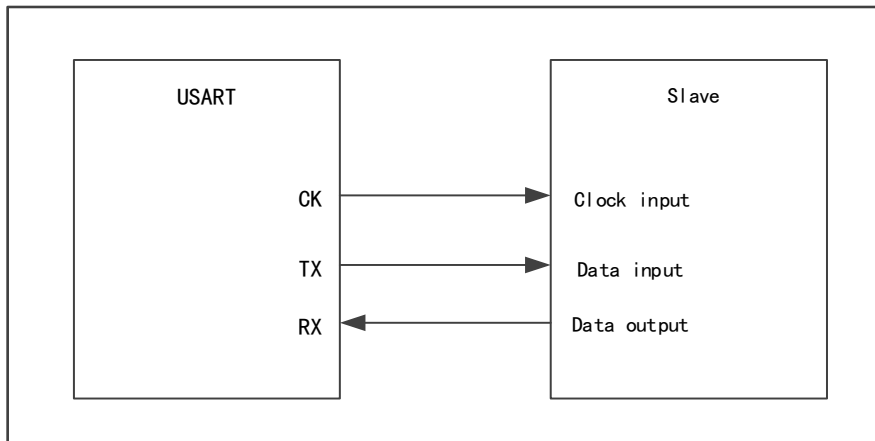 USART
Slave
CK
Clock input
TX
Data input
RX
Data output